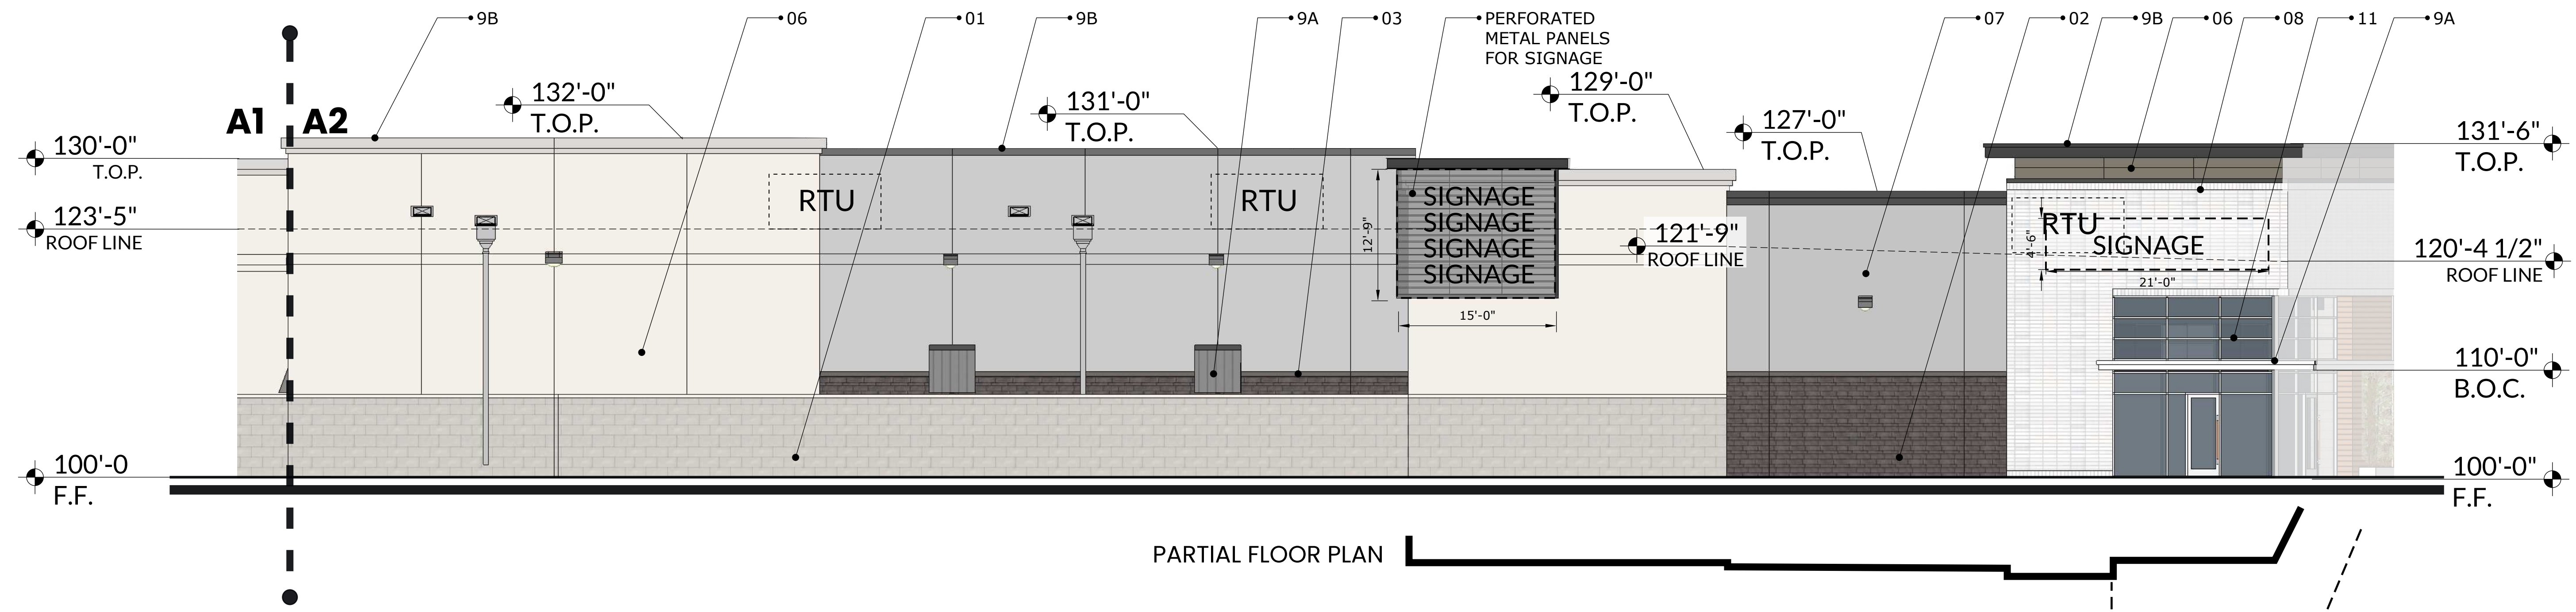 9B
06
01
9B
9A
03
PERFORATED
METAL PANELS
FOR SIGNAGE
07
02
9B
06
08
11
9A
132'-0"
T.O.P.
131'-0"
T.O.P.
129'-0"
T.O.P.
127'-0"
T.O.P.
A1 A2
130'-0"
T.O.P.
123'-5"
ROOF LINE
100'-0
F.F.
RTU
RTU
SIGNAGE
SIGNAGE
SIGNAGE
SIGNAGE
12'-9"
15'-0"
121'-9"
ROOF LINE
RTU
SIGNAGE
4'-6"
21'-0"
131'-6"
T.O.P.
120'-4 1/2"
ROOF LINE
110'-0"
B.O.C.
100'-0"
F.F.
PARTIAL FLOOR PLAN